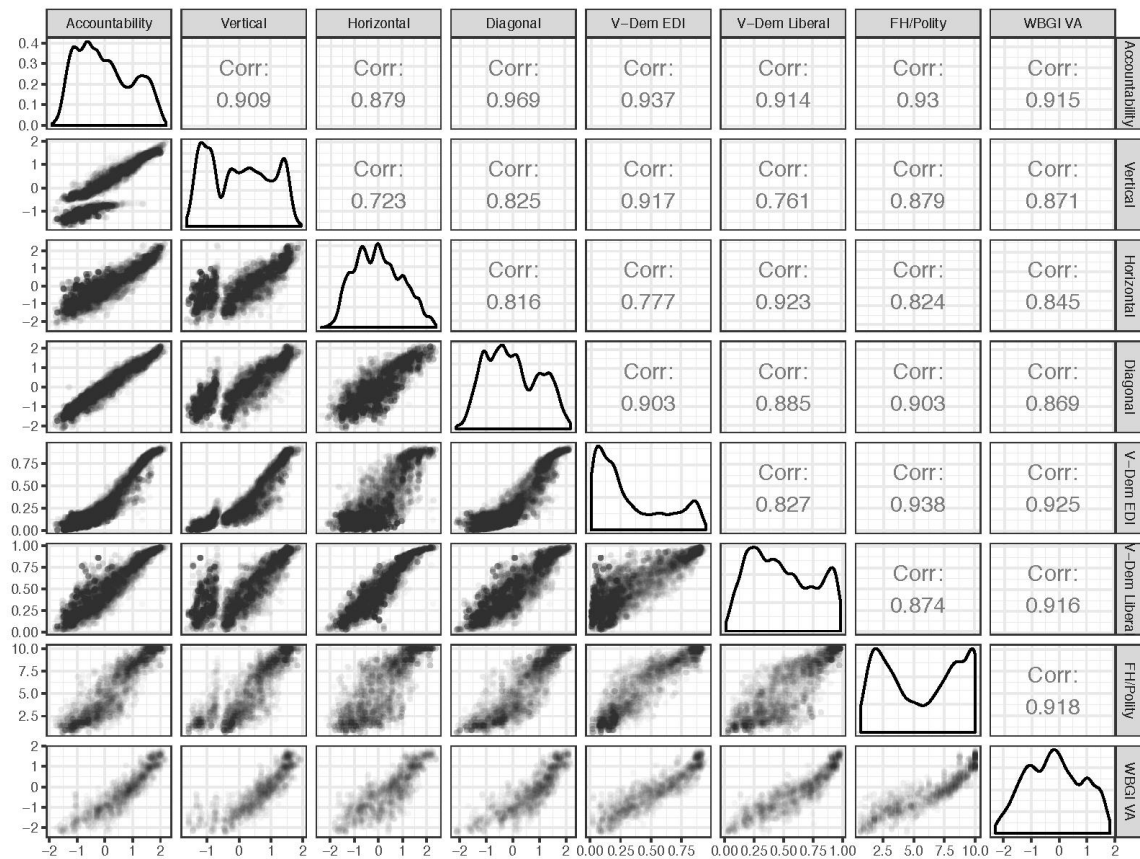 Accountability Vertical Horizontal Diagonal V−Dem EDI V−Dem Liberal FH/Polity WBGI VA
0.4
0.3
0.2
0.1
0.0
Corr: Corr: Corr: Corr: Corr: Corr: Corr:
0.909 0.879 0.969 0.937 0.914 0.93 0.915
Accountability
2
1
0
−1
Corr: Corr: Corr: Corr: Corr: Corr:
0.723 0.825 0.917 0.761 0.879 0.871
Vertical
2
1
0
−1
−2
Corr: Corr: Corr: Corr: Corr:
0.816 0.777 0.923 0.824 0.845
Horizontal
2
1
0
−1
−2
Corr: Corr: Corr: Corr:
0.903 0.885 0.903 0.869
Diagonal
0.75
0.50
0.25
0.00
Corr: Corr: Corr:
0.827 0.938 0.925
V−Dem EDI
1.00
0.75
0.50
0.25
0.00
Corr: Corr:
0.874 0.916
V−Dem Libera
10.0
7.5
5.0
2.5
Corr:
0.918
FH/Polity
2
1
0
−1
−2
WBGI VA
−1 0 1 2 −1 0 1 2 −2 −1 0 1 2 −2 −1 0 1 2 0.00 0.25 0.50 0.75 0.00 0.25 0.50 0.75 1.00 2.5 5.0 7.5 10.0 −2 −1 0 1 2